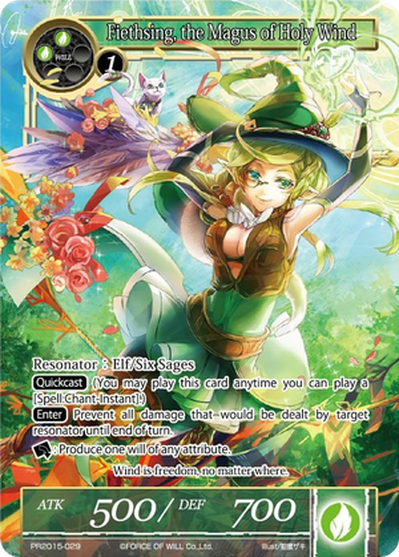 Fiethsing, the Magus of Holy Wind
WILL
1
Resonator : Elf/Six Sages
Quickcast (You may play this card anytime you can play a
[Spell:Chant-Instant].)
Enter Prevent all damage that would be dealt by target
resonator until end of turn.
: Produce one will of any attribute.
Wind is freedom, no matter where.
ATK 500/ DEF 700
PR2015-029 ©FORCE OF WILL Co.,Ltd.